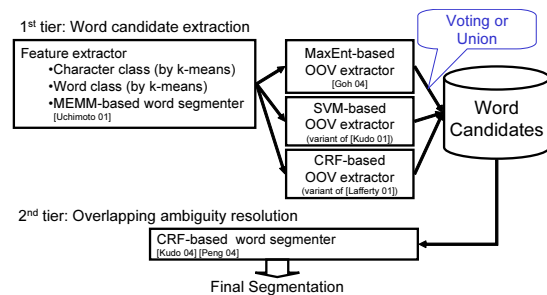 1st tier: Word candidate extraction
Feature extractor
•Character class (by k-means)
•Word class (by k-means)
•MEMM-based word segmenter
[Uchimoto 01]
MaxEnt-based
OOV extractor
[Goh 04]
SVM-based
OOV extractor
(variant of [Kudo 01])
CRF-based
OOV extractor
(variant of [Lafferty 01])
Voting or
Union
Word
Candidates
2nd tier: Overlapping ambiguity resolution
CRF-based word segmenter
[Kudo 04] [Peng 04]
Final Segmentation